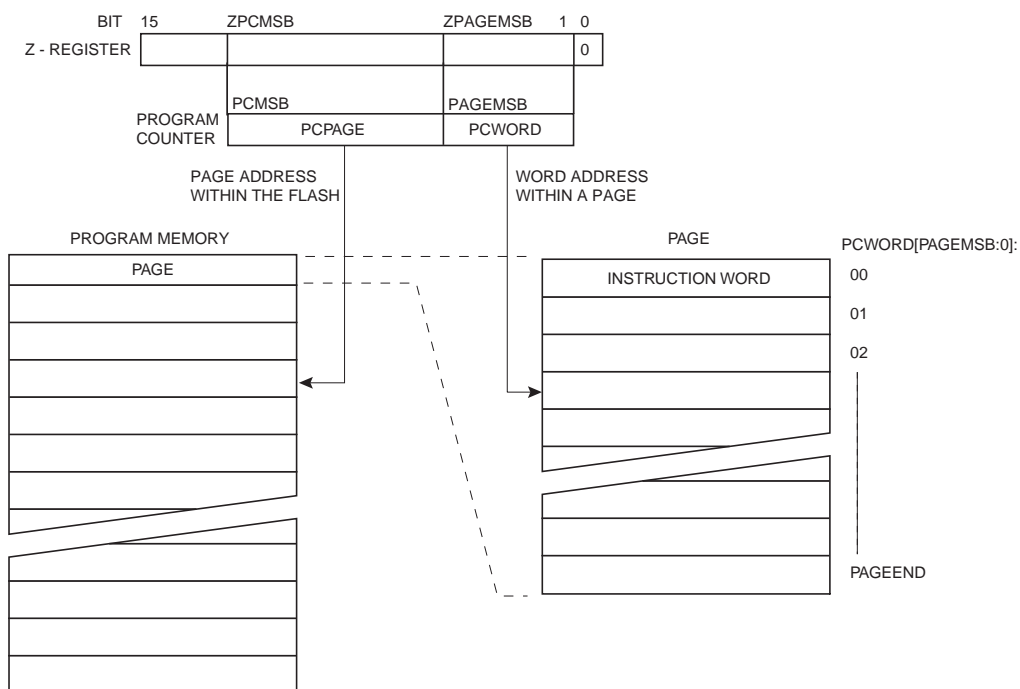 BIT 15 ZPCMSB ZPAGEMSB 1 0
Z - REGISTER 0
PCMSB PAGEMSB
PROGRAM
COUNTER
PCPAGE PCWORD
PAGE ADDRESS
WITHIN THE FLASH
WORD ADDRESS
WITHIN A PAGE
PROGRAM MEMORY
PAGE
PAGE
PCWORD[PAGEMSB:0]:
INSTRUCTION WORD 00
01
02
PAGEEND